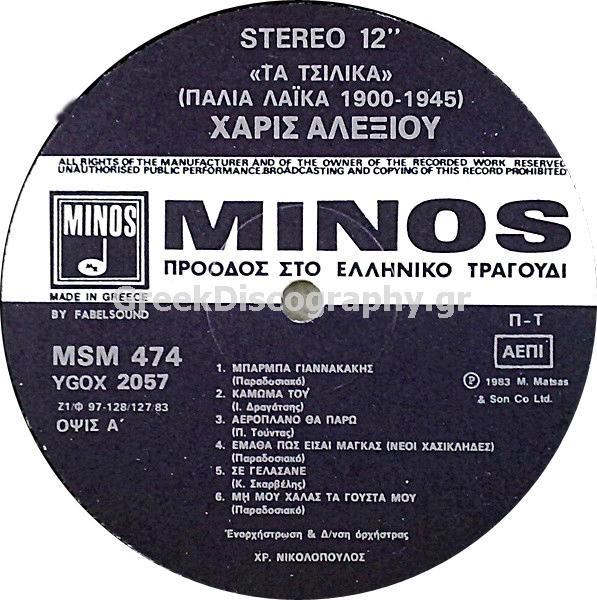 STEREO 12"
«ΤΑ ΤΣΙΛΙΚΑ»
(ΠΑΛΙΑ ΛΑΪΚΑ 1900-1945)
ΧΑΡΙΣ ΑΛΕΞΙΟΥ
ALL RIGHTS OF THE MANUFACTURER AND OF THE OWNER OF THE RECORDED WORK RESERVED
UNAUTHORISED PUBLIC PERFORMANCE.BROADCASTING AND COPYING OF THIS RECORD PROHIBITED
MINOS
MINOS
ΠΡΟΟΔΟΣ ΣΤΟ ΕΛΛΗΝΙΚΟ ΤΡΑΓΟΥΔΙ
MADE IN GREECE
GreekDiscography.gr
BY FABELSOUND
Π-Τ
MSM 474
YGOX 2057
ΑΕΠΙ
Ζ1/Φ 97-128/127/83
ΟΨΙΣ Α΄
Ⓟ 1983 M. Matsas
& Son Co Ltd.
1. ΜΠΑΡΜΠΑ ΓΙΑΝΝΑΚΑΚΗΣ
(Παραδοσιακό)
2. ΚΑΜΩΜΑ ΤΟΥ
(Ι. Δραγάτσης)
3. ΑΕΡΟΠΛΑΝΟ ΘΑ ΠΑΡΩ
(Π. Τούντας)
4. ΕΜΑΘΑ ΠΩΣ ΕΙΣΑΙ ΜΑΓΚΑΣ (ΝΕΟΙ ΧΑΣΙΚΛΗΔΕΣ)
(Παραδοσιακό)
5. ΣΕ ΓΕΛΑΣΑΝΕ
(Κ. Σκαρβέλης)
6. ΜΗ ΜΟΥ ΧΑΛΑΣ ΤΑ ΓΟΥΣΤΑ ΜΟΥ
(Παραδοσιακό)
Ἐναρχήστρωση & Δ/νση ὀρχήστρας
ΧΡ. ΝΙΚΟΛΟΠΟΥΛΟΣ